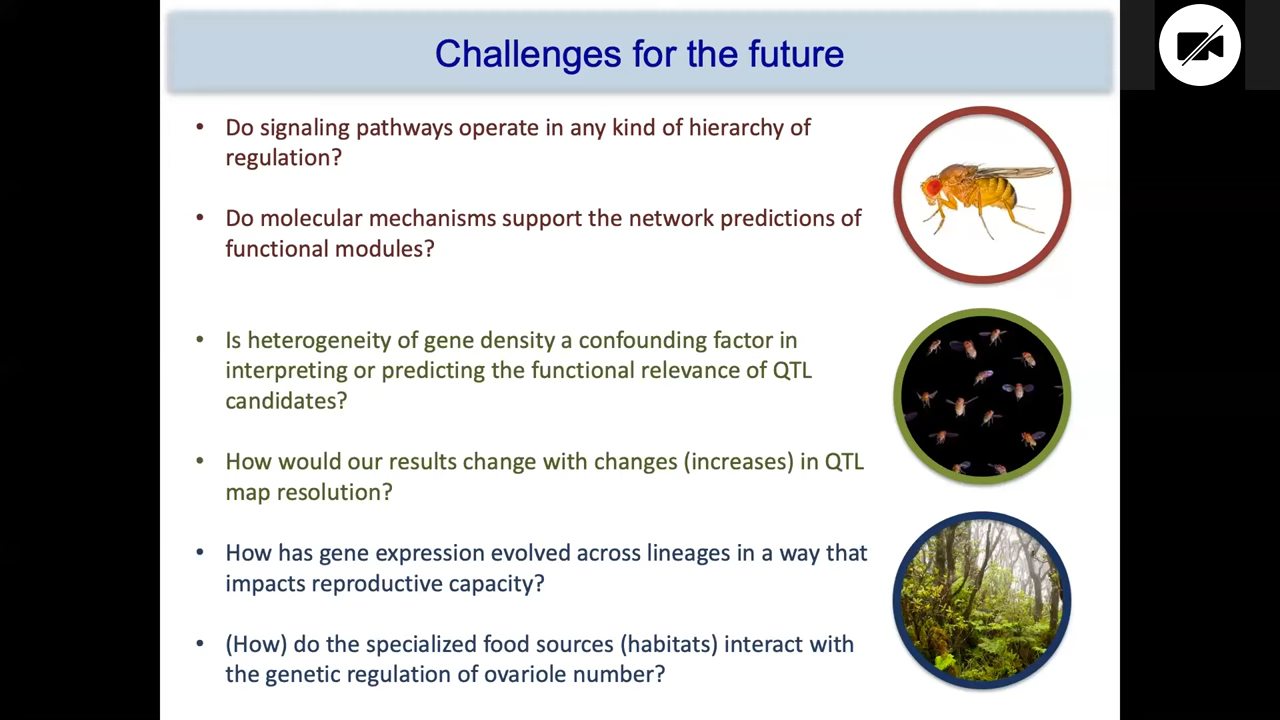 Challenges for the future
• Do signaling pathways operate in any kind of hierarchy of
regulation?
• Do molecular mechanisms support the network predictions of
functional modules?
• Is heterogeneity of gene density a confounding factor in
interpreting or predicting the functional relevance of QTL
candidates?
• How would our results change with changes (increases) in QTL
map resolution?
• How has gene expression evolved across lineages in a way that
impacts reproductive capacity?
• (How) do the specialized food sources (habitats) interact with
the genetic regulation of ovariole number?